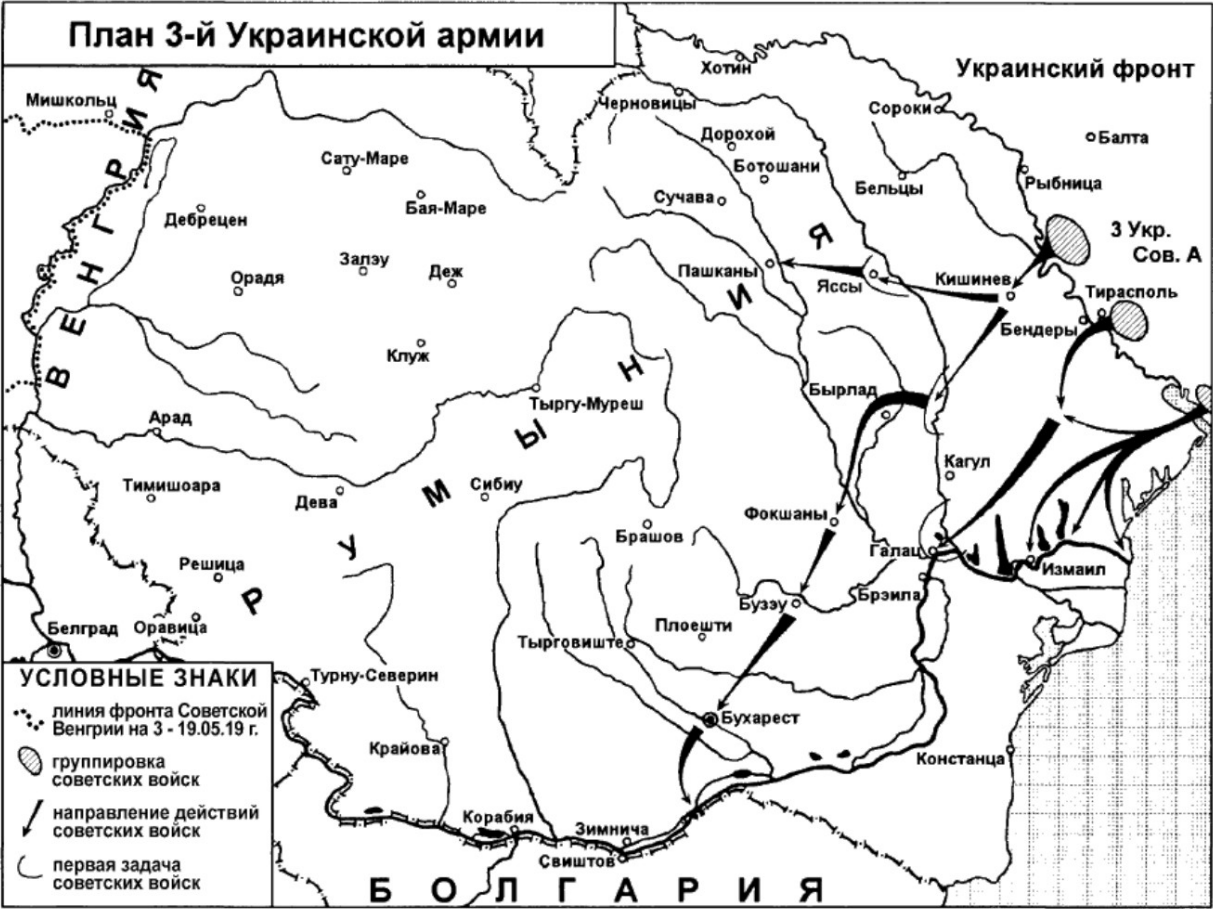 План 3-й Украинской армии
Украинский фронт
Хотин
Мишкольц
Черновицы
Сороки
Балта
Дорохой
Ботошани
Сату-Маре
Бельцы
Рыбница
Сучава
Бая-Маре
Дебрецен
3 Укр.
Сов. А
Залэу
Деж
Пашканы
Яссы
Кишинев
Орадя
Тирасполь
Бендеры
Клуж
ВЕНГРИЯ
РУМЫНИЯ
Бырлад
Тыргу-Муреш
Арад
Кагул
Тимишоара
Дева
Сибиу
Фокшаны
Брашов
Галац
Измаил
Решица
Брэила
Бузэу
Плоешти
Белград
Оравица
Тырговиште
Турну-Северин
Бухарест
Крайова
Констанца
Корабия
Зимнича
Свиштов
БОЛГАРИЯ
УСЛОВНЫЕ ЗНАКИ
линия фронта Советской
Венгрии на 3 - 19.05.19 г.
группировка
советских войск
направление действий
советских войск
первая задача
советских войск